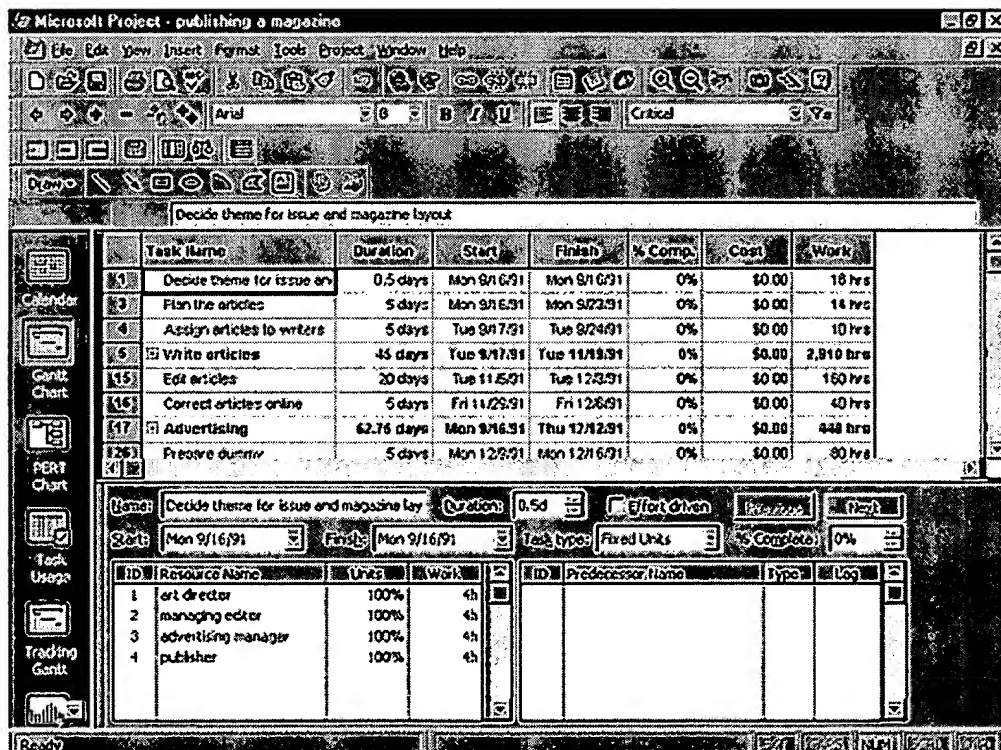 Microsoft Project - publishing a magazine
File Edit View Insert Format Tools Project Window Help
Arial 8 B I U Critical
Draw
Decide theme for issue and magazine layout
Task Name Duration Start Finish % Comp. Cost Work
1 Decide theme for issue an 0.5 days Mon 9/16/91 Mon 9/16/91 0% $0.00 16 hrs
3 Plan the articles 5 days Mon 9/16/91 Mon 9/23/91 0% $0.00 14 hrs
4 Assign articles to writers 5 days Tue 9/17/91 Tue 9/24/91 0% $0.00 10 hrs
5 Write articles 45 days Tue 9/17/91 Tue 11/19/91 0% $0.00 2,910 hrs
15 Edit articles 20 days Tue 11/5/91 Tue 12/3/91 0% $0.00 160 hrs
16 Correct articles online 5 days Fri 11/29/91 Fri 12/6/91 0% $0.00 40 hrs
17 Advertising 62.75 days Mon 9/16/91 Thu 12/12/91 0% $0.00 448 hrs
Prepare dummy 5 days Mon 12/9/91 Mon 12/16/91 0% $0.00 80 hrs
Calendar
Gantt Chart
PERT Chart
Task Usage
Tracking Gantt
Name: Decide theme for issue and magazine lay Duration: 0.5d Effort driven Previous Next
Start: Mon 9/16/91 Finish: Mon 9/16/91 Task type: Fixed Units % Complete: 0%
ID Resource Name Units Work
1 art director 100% 4h
2 managing editor 100% 4h
3 advertising manager 100% 4h
4 publisher 100% 4h
ID Predecessor Name Type Lag
Ready
NUM